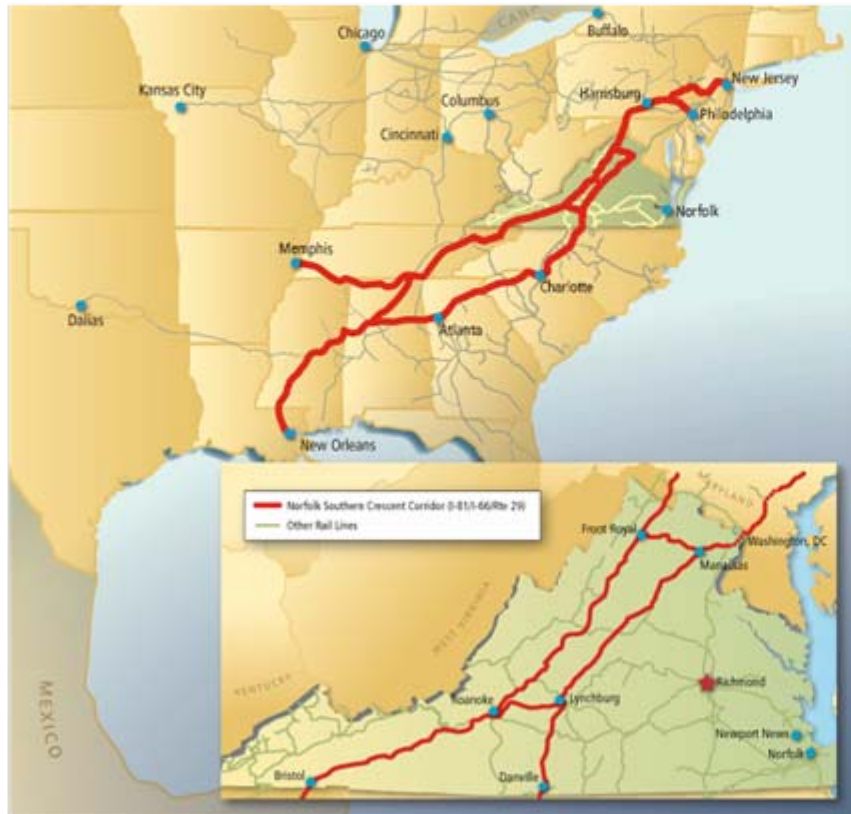 CANA
Buffalo
Chicago
New Jersey
Kansas City
Harrisburg
Columbus
Philadelphia
Cincinnati
Norfolk
Memphis
Charlotte
Dallas
Atlanta
New Orleans
MEXICO
Norfolk Southern Crescent Corridor (I-81/I-66/Rte 29)
Other Rail Lines
MARYLAND
Front Royal
Washington, DC
Manassas
WEST VIRGINIA
KENTUCKY
Richmond
Roanoke
Lynchburg
Newport News
Norfolk
Bristol
Danville